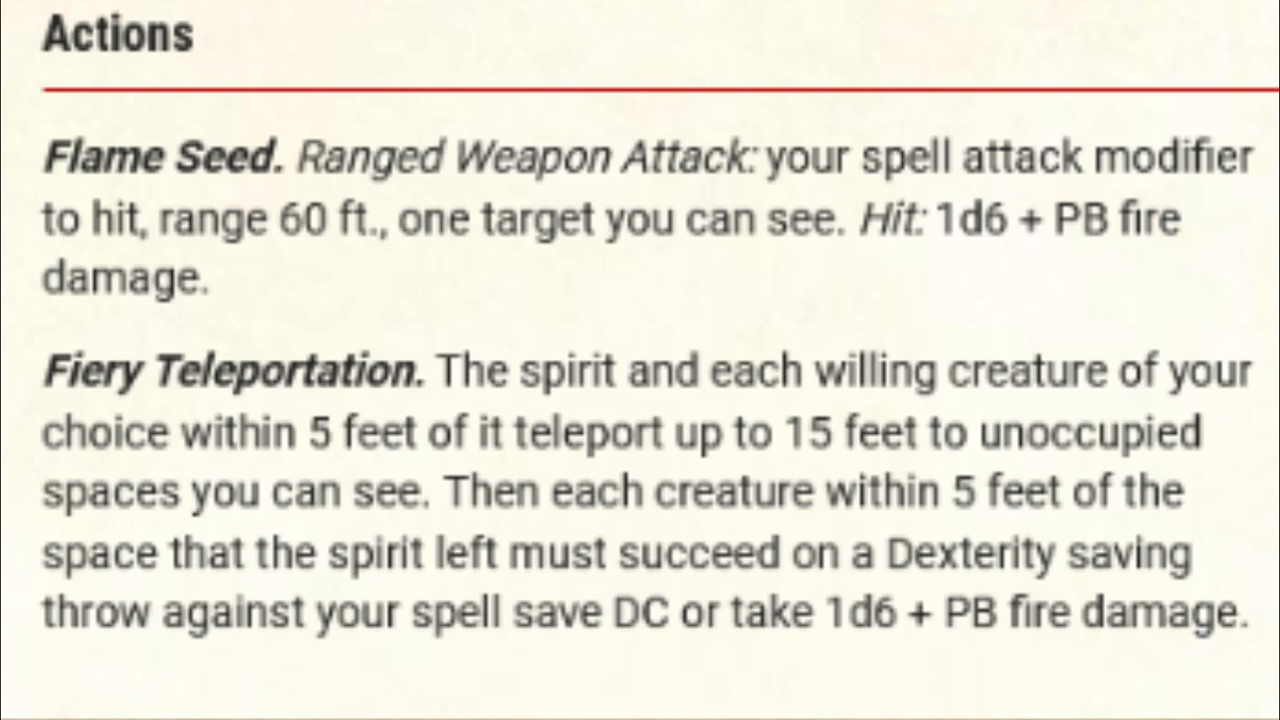 Actions
Flame Seed. Ranged Weapon Attack: your spell attack modifier
to hit, range 60 ft., one target you can see. Hit: 1d6 + PB fire
damage.
Fiery Teleportation. The spirit and each willing creature of your
choice within 5 feet of it teleport up to 15 feet to unoccupied
spaces you can see. Then each creature within 5 feet of the
space that the spirit left must succeed on a Dexterity saving
throw against your spell save DC or take 1d6 + PB fire damage.